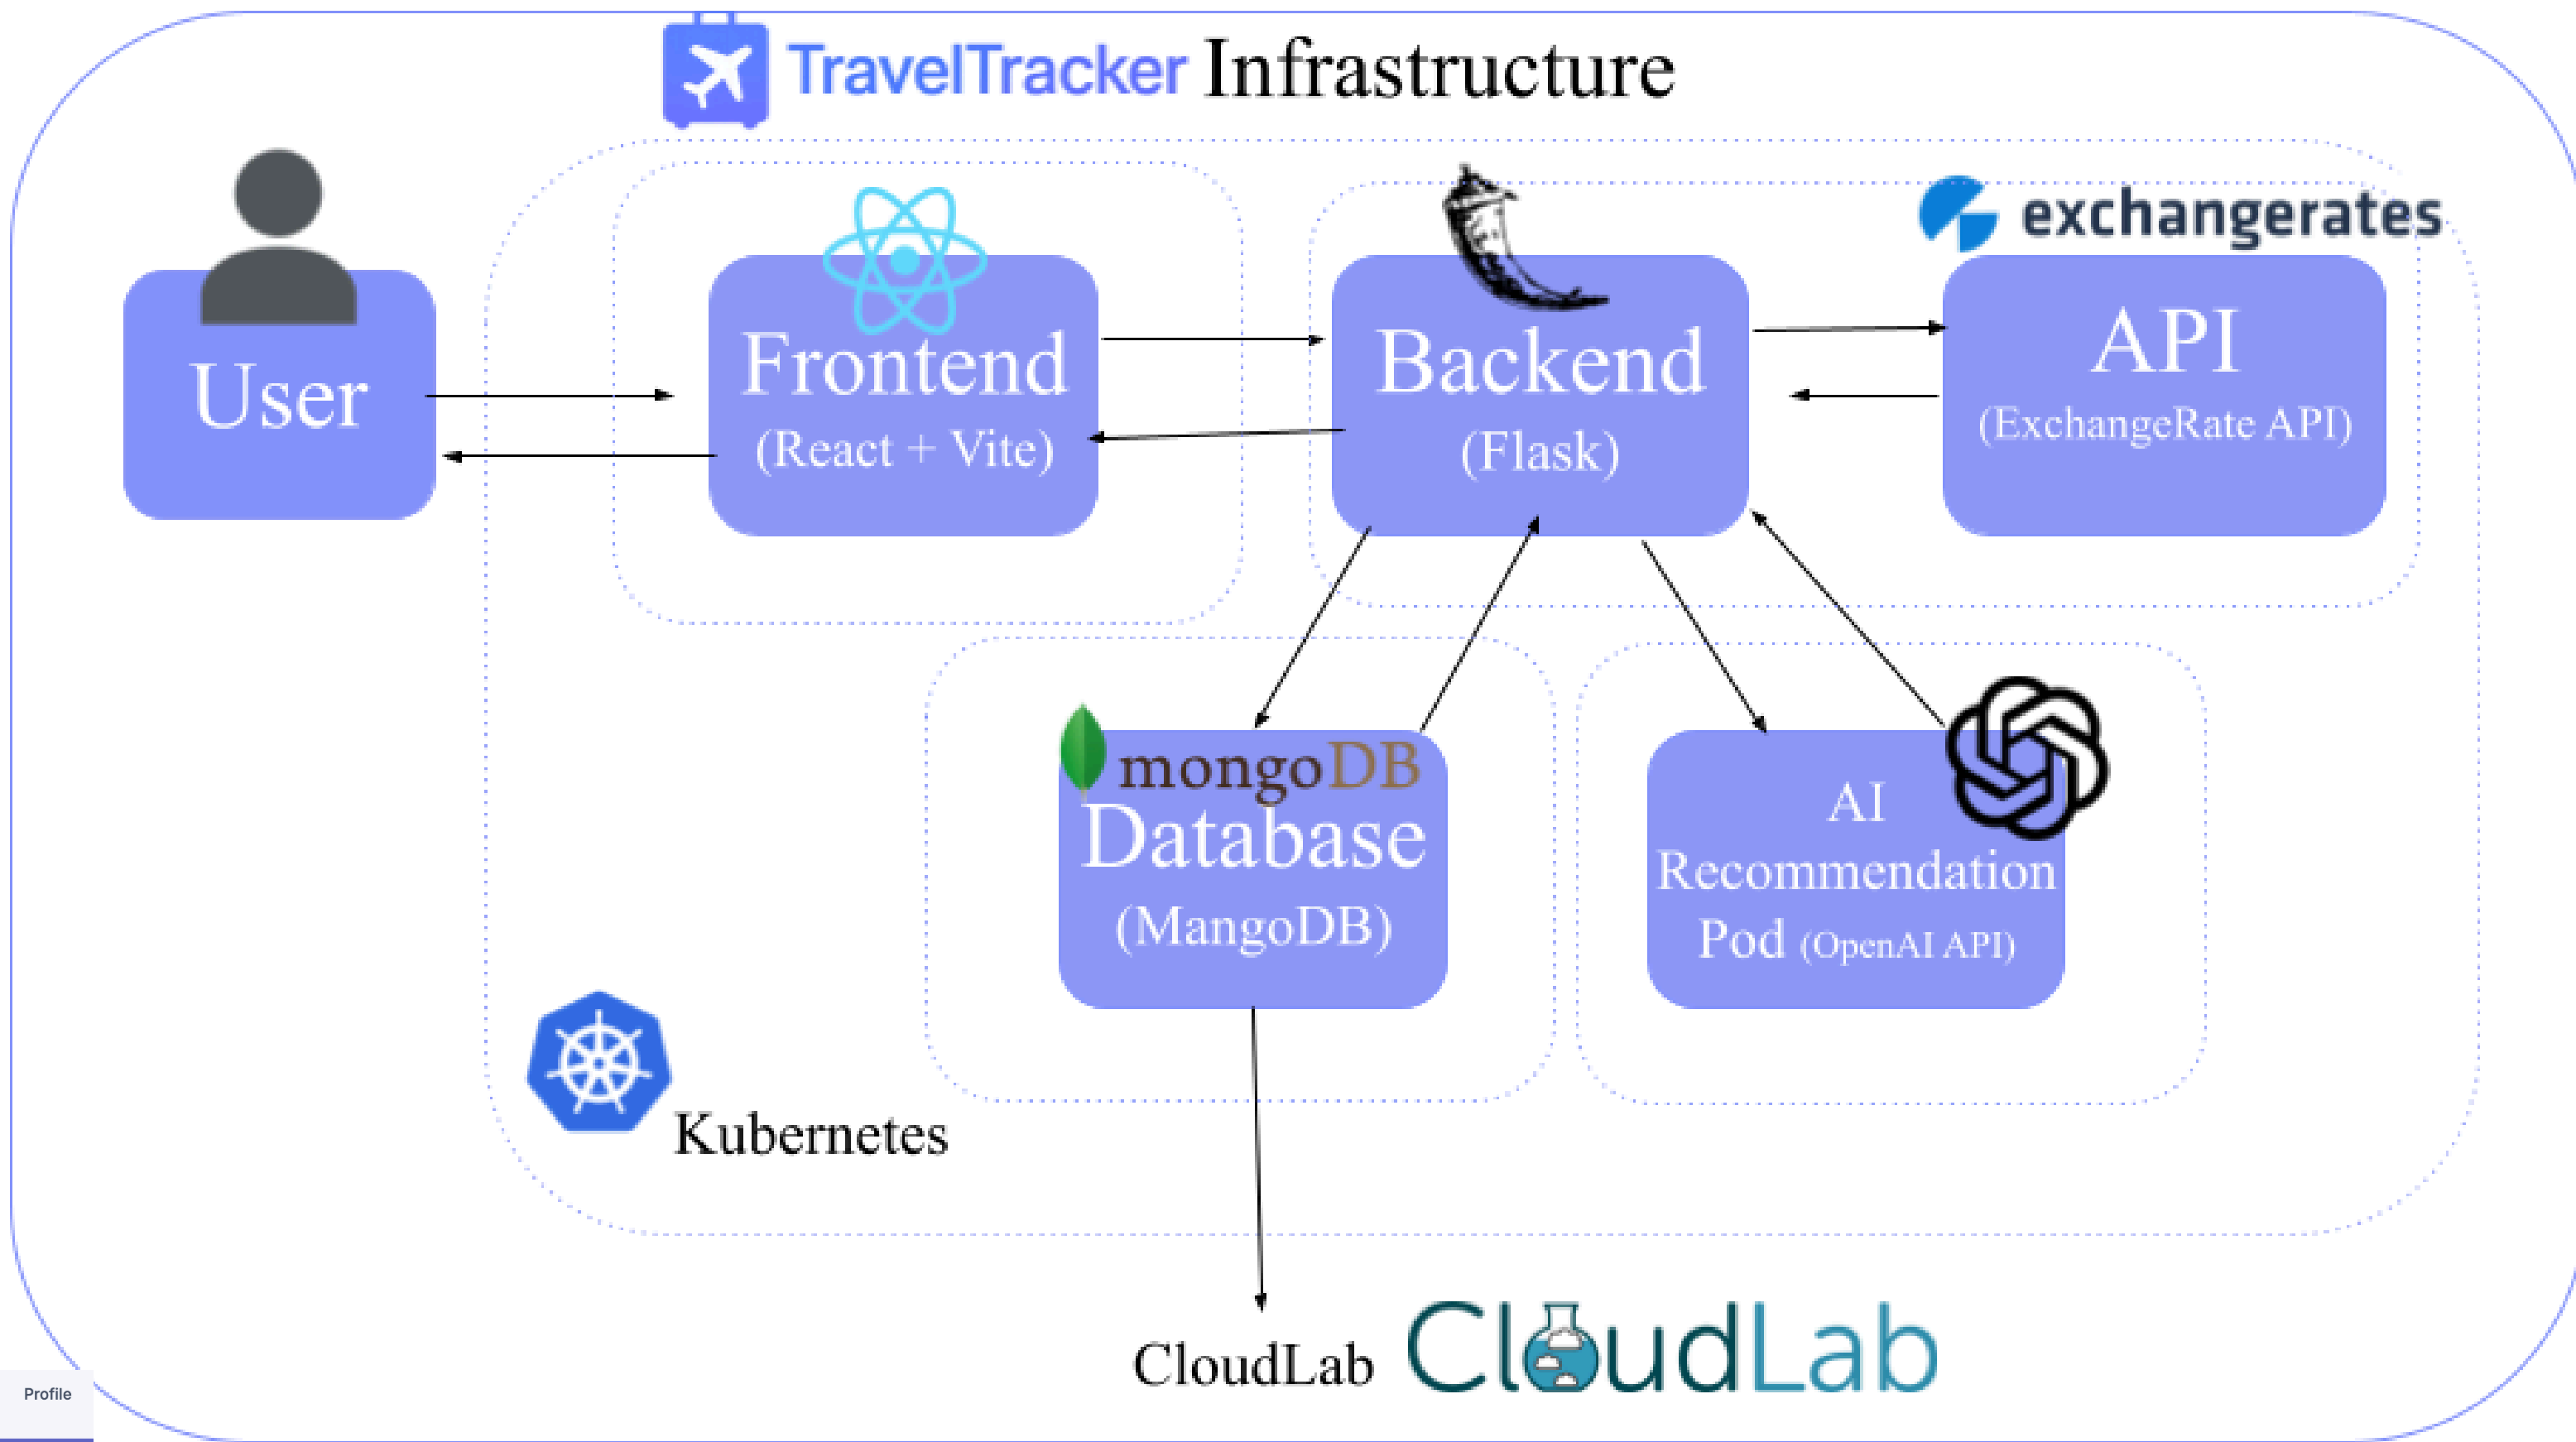 TravelTracker Infrastructure
exchangerates
User
Frontend
(React + Vite)
Backend
(Flask)
API
(ExchangeRate API)
mongoDB
Database
(MangoDB)
AI
Recommendation
Pod (OpenAI API)
Kubernetes
CloudLab CloudLab
Profile